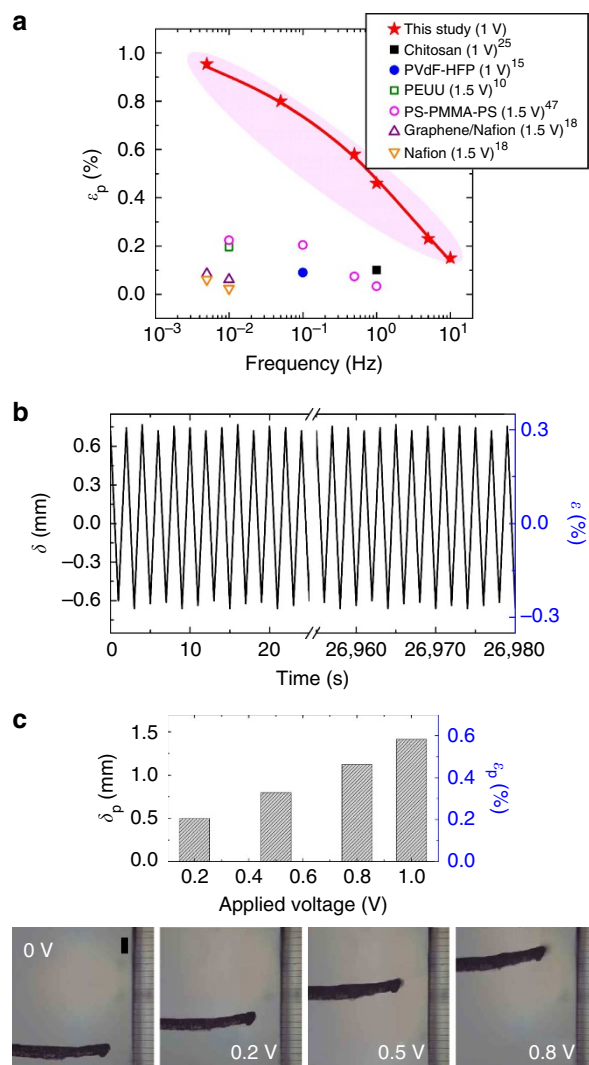 a
This study (1 V)
Chitosan (1 V)25
PVdF-HFP (1 V)15
PEUU (1.5 V)10
PS-PMMA-PS (1.5 V)47
Graphene/Nafion (1.5 V)18
Nafion (1.5 V)18
εp (%)
1.0
0.8
0.6
0.4
0.2
0.0
10−3 10−2 10−1 100 101
Frequency (Hz)
b
δ (mm)
0.6
0.3
0.0
−0.3
−0.6
0.3
0.0
−0.3
ε (%)
0 10 20 26,960 26,970 26,980
Time (s)
c
δp (mm)
1.5
1.0
0.5
0.0
0.6
0.4
0.2
0.0
εp (%)
0.2 0.4 0.6 0.8 1.0
Applied voltage (V)
0 V
0.2 V
0.5 V
0.8 V